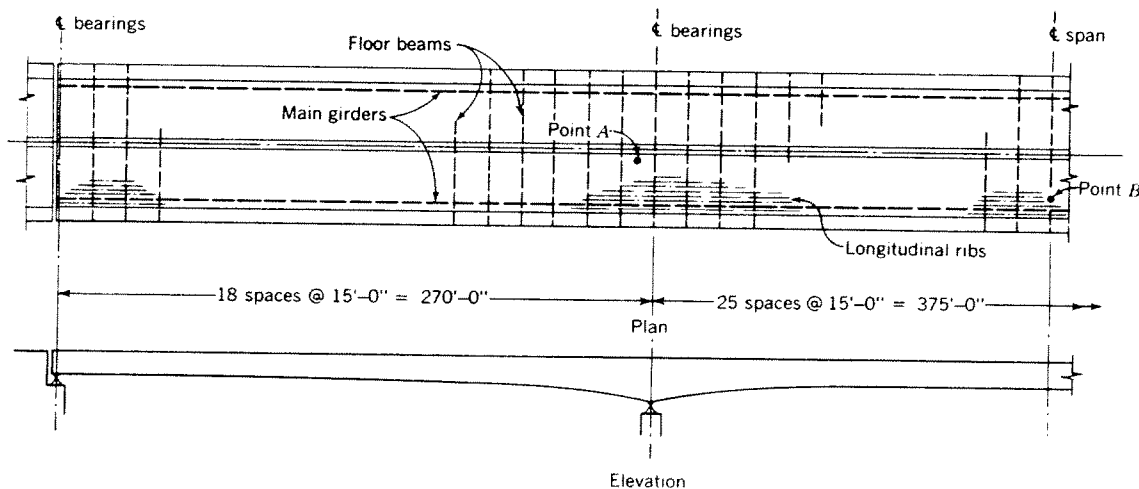 ℄ bearings
℄ bearings
℄ span
Floor beams
Main girders
Point A
Point B
Longitudinal ribs
18 spaces @ 15'–0" = 270'–0"
25 spaces @ 15'–0" = 375'–0"
Plan
Elevation